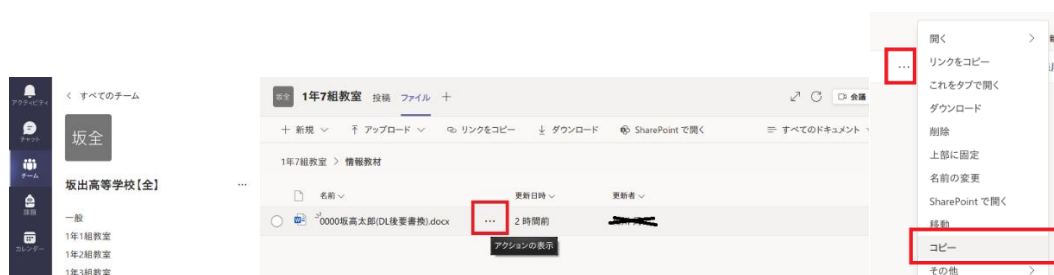 アクティビティ
チャット
チーム
課題
カレンダー
く すべてのチーム
坂全
坂出高等学校【全】 ...
一般
1年1組教室
1年2組教室
1年3組教室
坂全 1年7組教室 投稿 ファイル + 会議
+ 新規 アップロード リンクをコピー ダウンロード SharePoint で開く すべてのドキュメント
1年7組教室 > 情報教材
名前 更新日時 更新者
0000坂高太郎(DL後要書換).docx ... 2 時間前
アクションの表示
...
開く >
リンクをコピー
これをタブで開く
ダウンロード
削除
上部に固定
名前の変更
SharePoint で開く
移動
コピー
その他 >